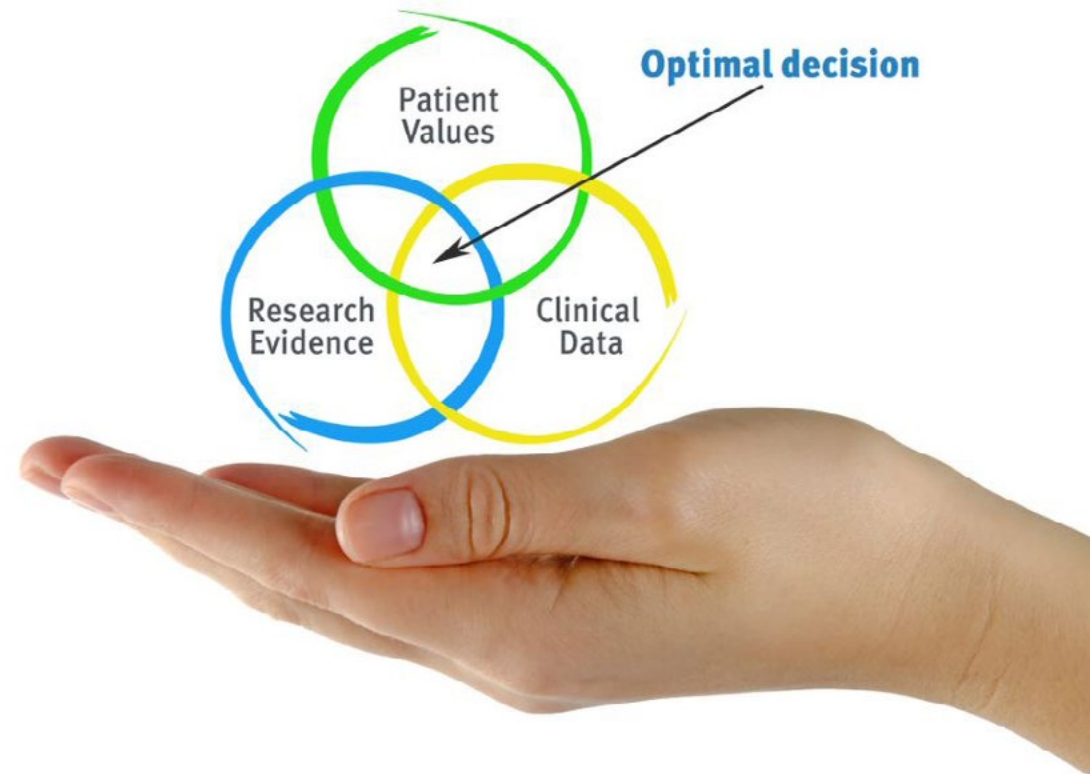 Optimal decision
Patient
Values
Research
Evidence
Clinical
Data